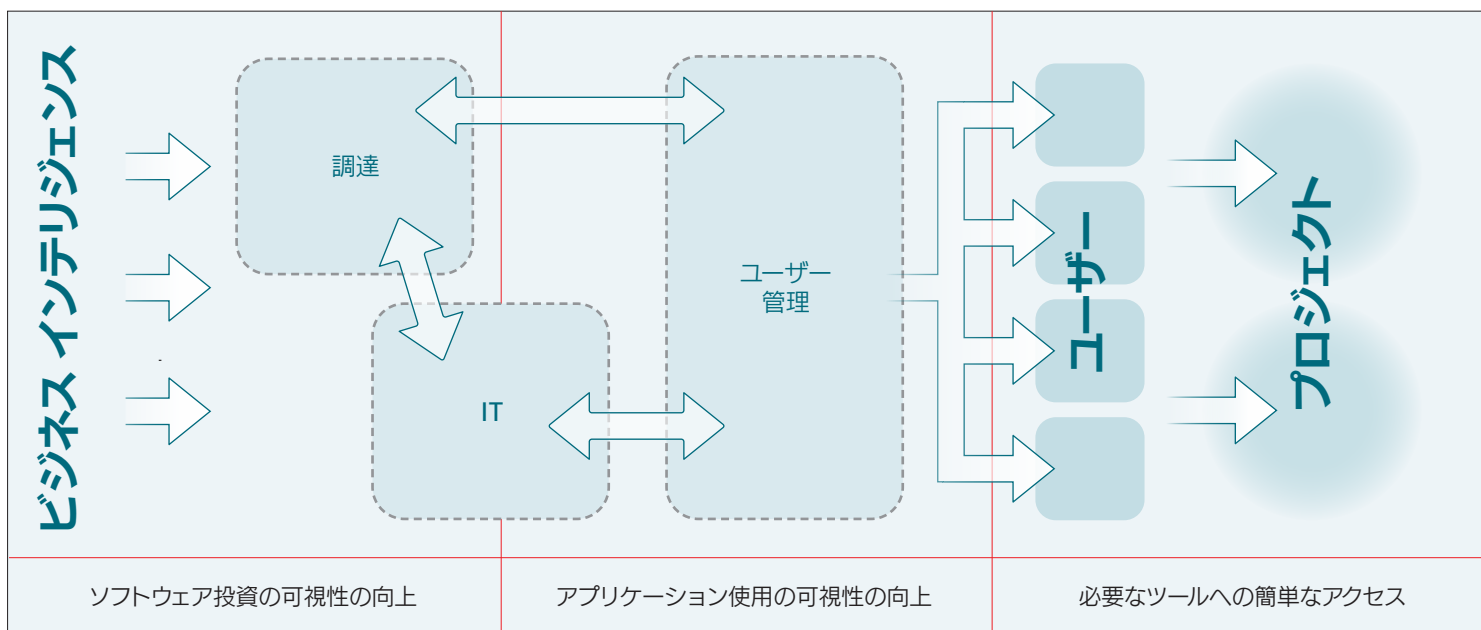 ビジネス インテリジェンス
調達
IT
ユーザー
管理
ユーザー
プロジェクト
ソフトウェア投資の可視性の向上
アプリケーション使用の可視性の向上
必要なツールへの簡単なアクセス